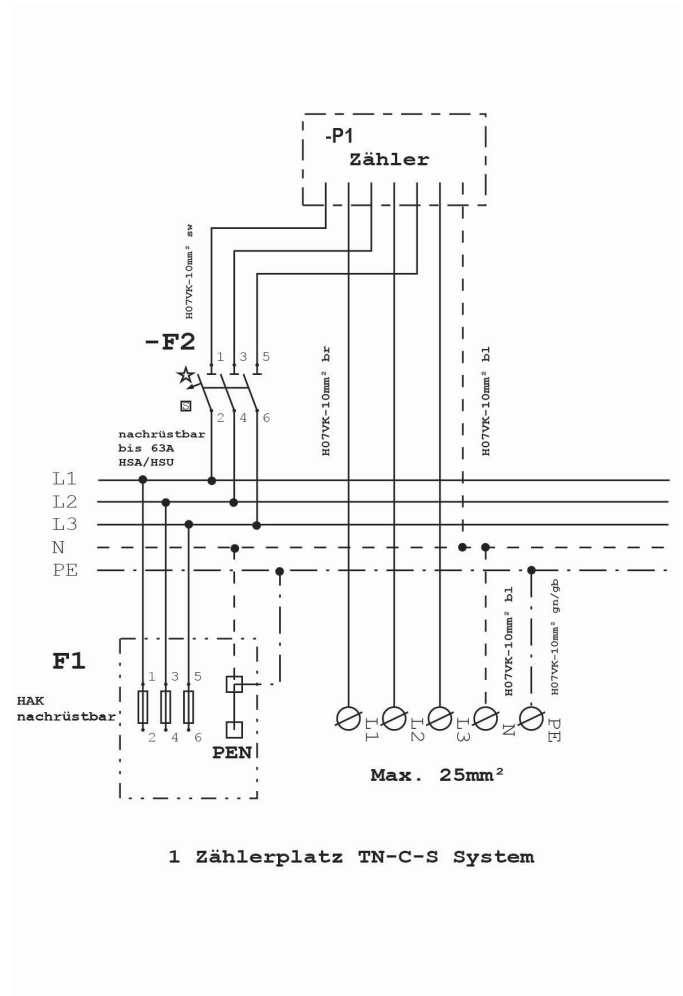 -P1
Zähler
H07VK-10mm² sw
-F2
1 3 5
S
2 4 6
nachrüstbar
bis 63A
HSA/HSU
H07VK-10mm² br
H07VK-10mm² bl
L1
L2
L3
N
PE
H07VK-10mm² bl
H07VK-10mm² gn/gb
F1
1 3 5
HAK
nachrüstbar
2 4 6
PEN
L1 L2 L3 N PE
Max. 25mm²
1 Zählerplatz TN-C-S System